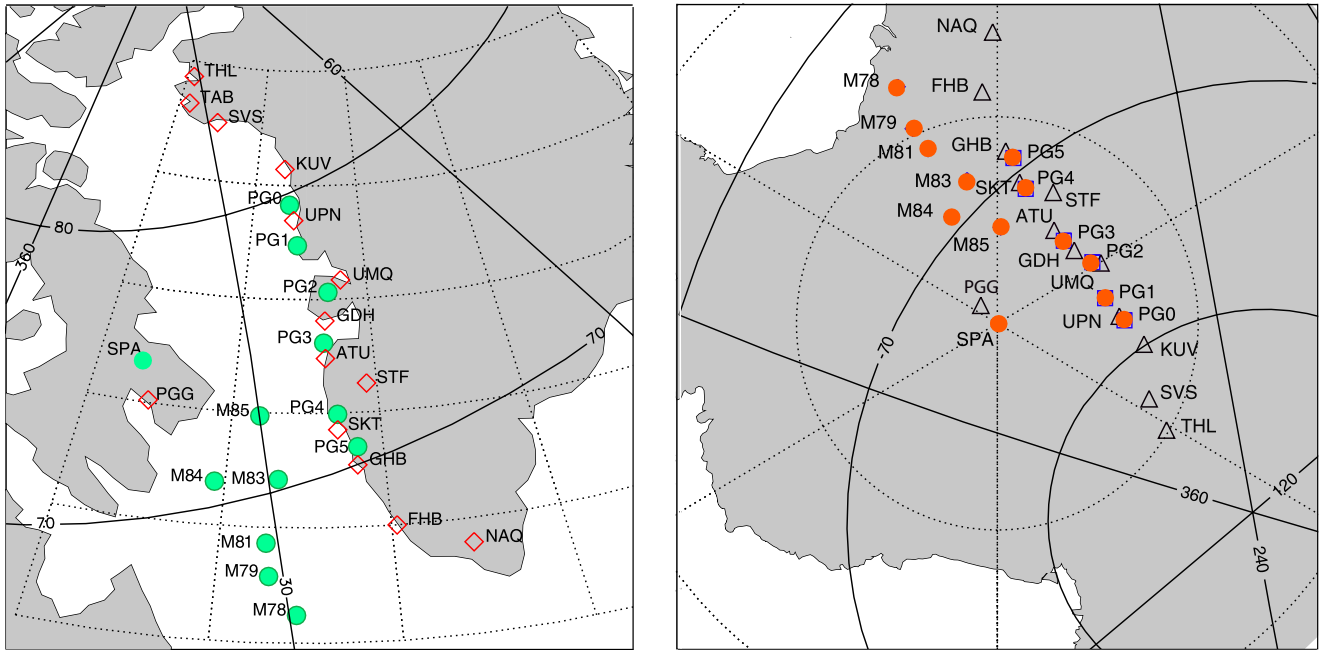 THL
60
TAB
SVS
KUV
PG0
UPN
80
PG1
360
UMQ
PG2
GDH
PG3
70
SPA
ATU
STF
PGG
M85
PG4
SKT
PG5
GHB
M84
M83
70
FHB
NAQ
M81
M79
30
M78
NAQ
M78
FHB
M79
M81
GHB
PG5
M83
SKT
PG4
STF
M84
ATU
M85
PG3
GDH
PG2
UMQ
PGG
PG1
SPA
UPN
PG0
-70
KUV
SVS
THL
360
120
240